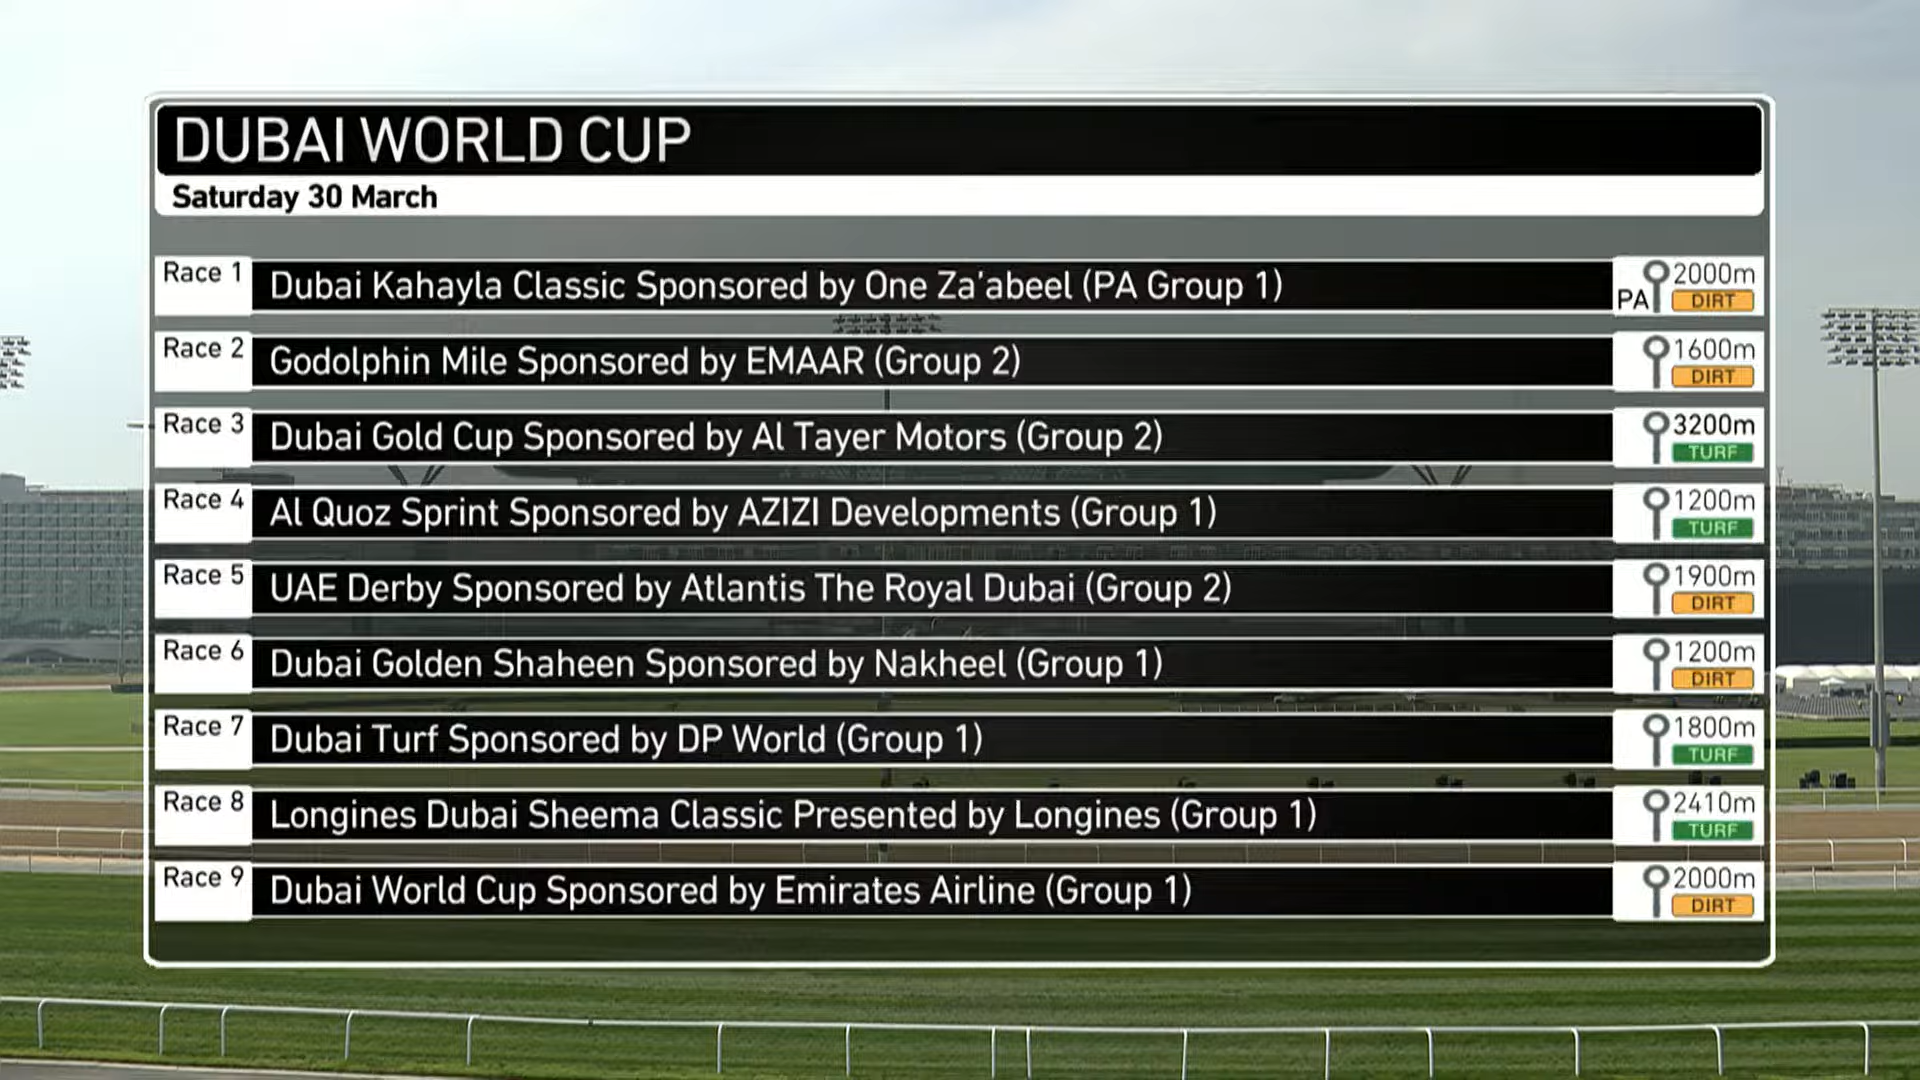 DUBAI WORLD CUP
Saturday 30 March
Race 1 Dubai Kahayla Classic Sponsored by One Za'abeel (PA Group 1) PA 2000m DIRT
Race 2 Godolphin Mile Sponsored by EMAAR (Group 2) 1600m DIRT
Race 3 Dubai Gold Cup Sponsored by Al Tayer Motors (Group 2) 3200m TURF
Race 4 Al Quoz Sprint Sponsored by AZIZI Developments (Group 1) 1200m TURF
Race 5 UAE Derby Sponsored by Atlantis The Royal Dubai (Group 2) 1900m DIRT
Race 6 Dubai Golden Shaheen Sponsored by Nakheel (Group 1) 1200m DIRT
Race 7 Dubai Turf Sponsored by DP World (Group 1) 1800m TURF
Race 8 Longines Dubai Sheema Classic Presented by Longines (Group 1) 2410m TURF
Race 9 Dubai World Cup Sponsored by Emirates Airline (Group 1) 2000m DIRT